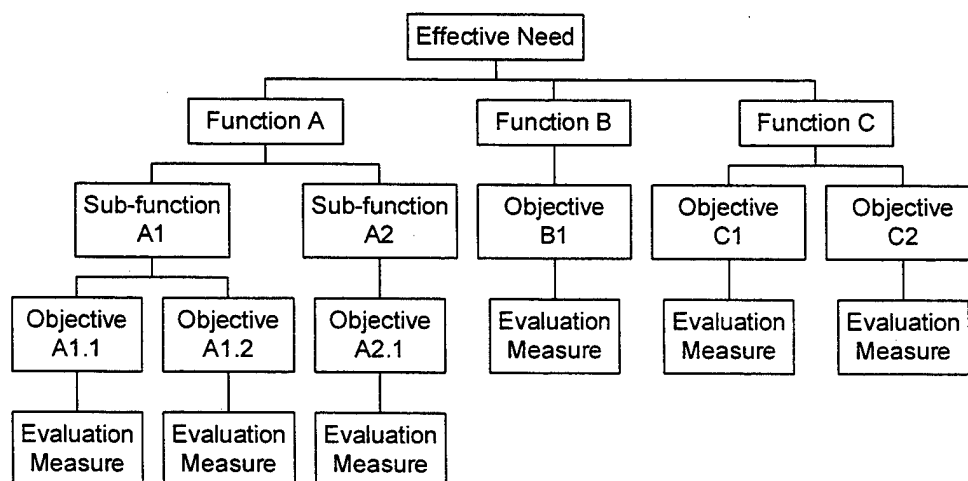 Effective Need
Function A
Function B
Function C
Sub-function
A1
Sub-function
A2
Objective
B1
Objective
C1
Objective
C2
Objective
A1.1
Objective
A1.2
Objective
A2.1
Evaluation
Measure
Evaluation
Measure
Evaluation
Measure
Evaluation
Measure
Evaluation
Measure
Evaluation
Measure